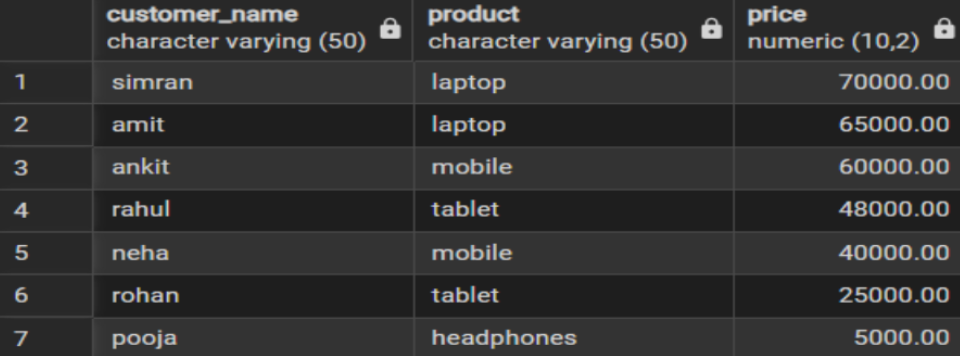 customer_name product price
character varying (50) character varying (50) numeric (10,2)
1 simran laptop 70000.00
2 amit laptop 65000.00
3 ankit mobile 60000.00
4 rahul tablet 48000.00
5 neha mobile 40000.00
6 rohan tablet 25000.00
7 pooja headphones 5000.00